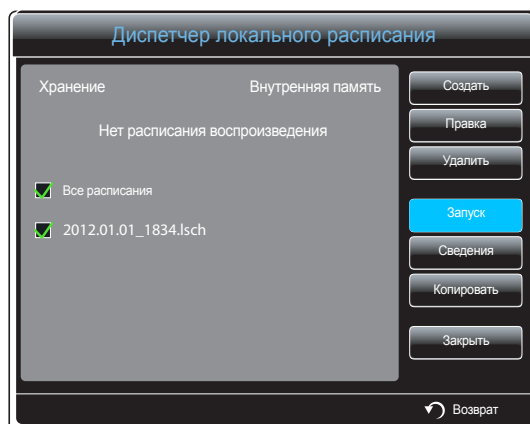 Диспетчер локального расписания
Хранение Внутренняя память
Нет расписания воспроизведения
Все расписания
2012.01.01_1834.lsch
Создать
Правка
Удалить
Запуск
Сведения
Копировать
Закрыть
Возврат